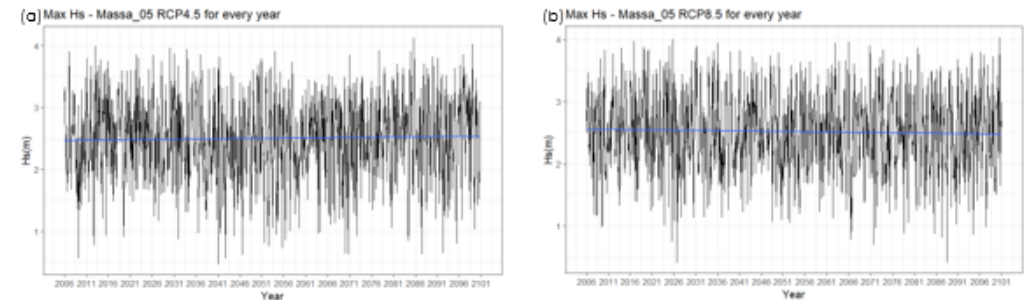 (a) Max Hs - Massa_05 RCP4.5 for every year
4
3
2
1
Hs(m)
2006 2011 2016 2021 2026 2031 2036 2041 2046 2051 2056 2061 2066 2071 2076 2081 2086 2091 2096 2101
Year
(b) Max Hs - Massa_05 RCP8.5 for every year
4
3
2
1
Hs(m)
2006 2011 2016 2021 2026 2031 2036 2041 2046 2051 2056 2061 2066 2071 2076 2081 2086 2091 2096 2101
Year